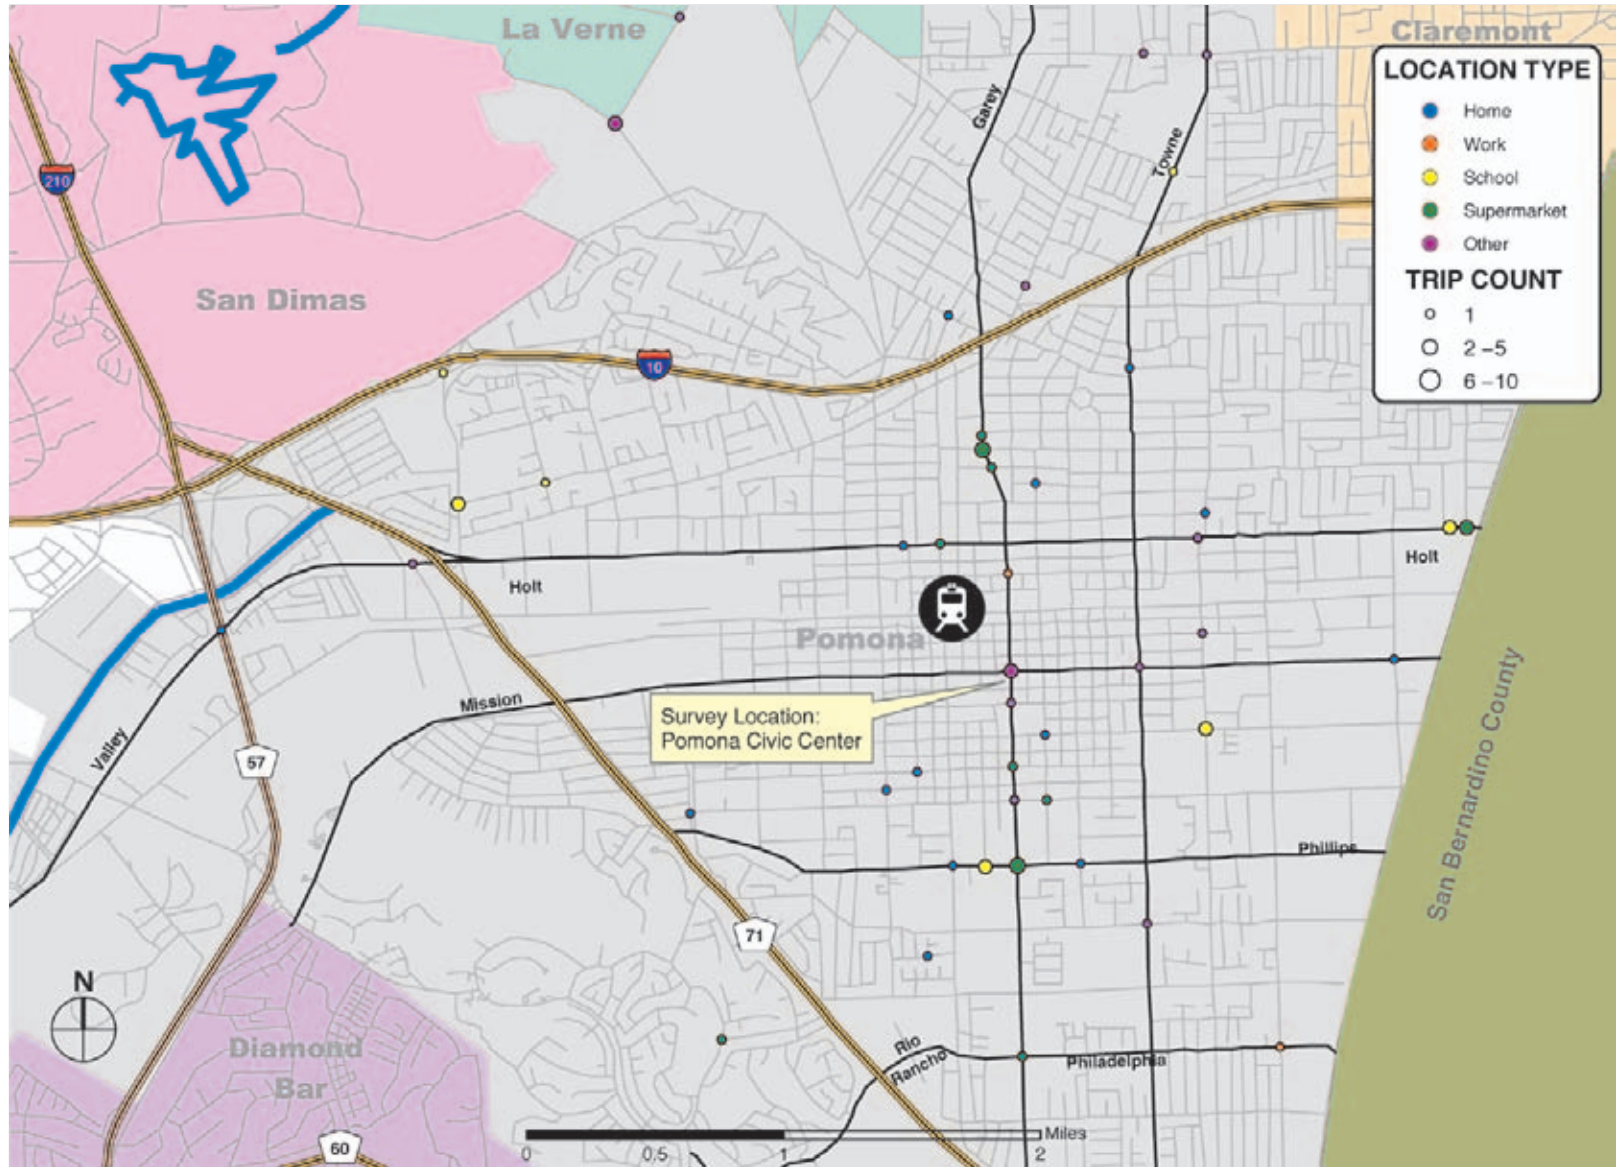 La Verne
Claremont
LOCATION TYPE
Home
Work
School
Supermarket
Other
TRIP COUNT
1
2 –5
6 –10
Garey
Towne
210
San Dimas
10
Holt
Holt
Pomona
Mission
Survey Location:
Pomona Civic Center
Valley
57
San Bernardino County
Phillips
71
N
Diamond
Bar
Rio
Rancho
Philadelphia
60
Miles
0
0.5
1
2